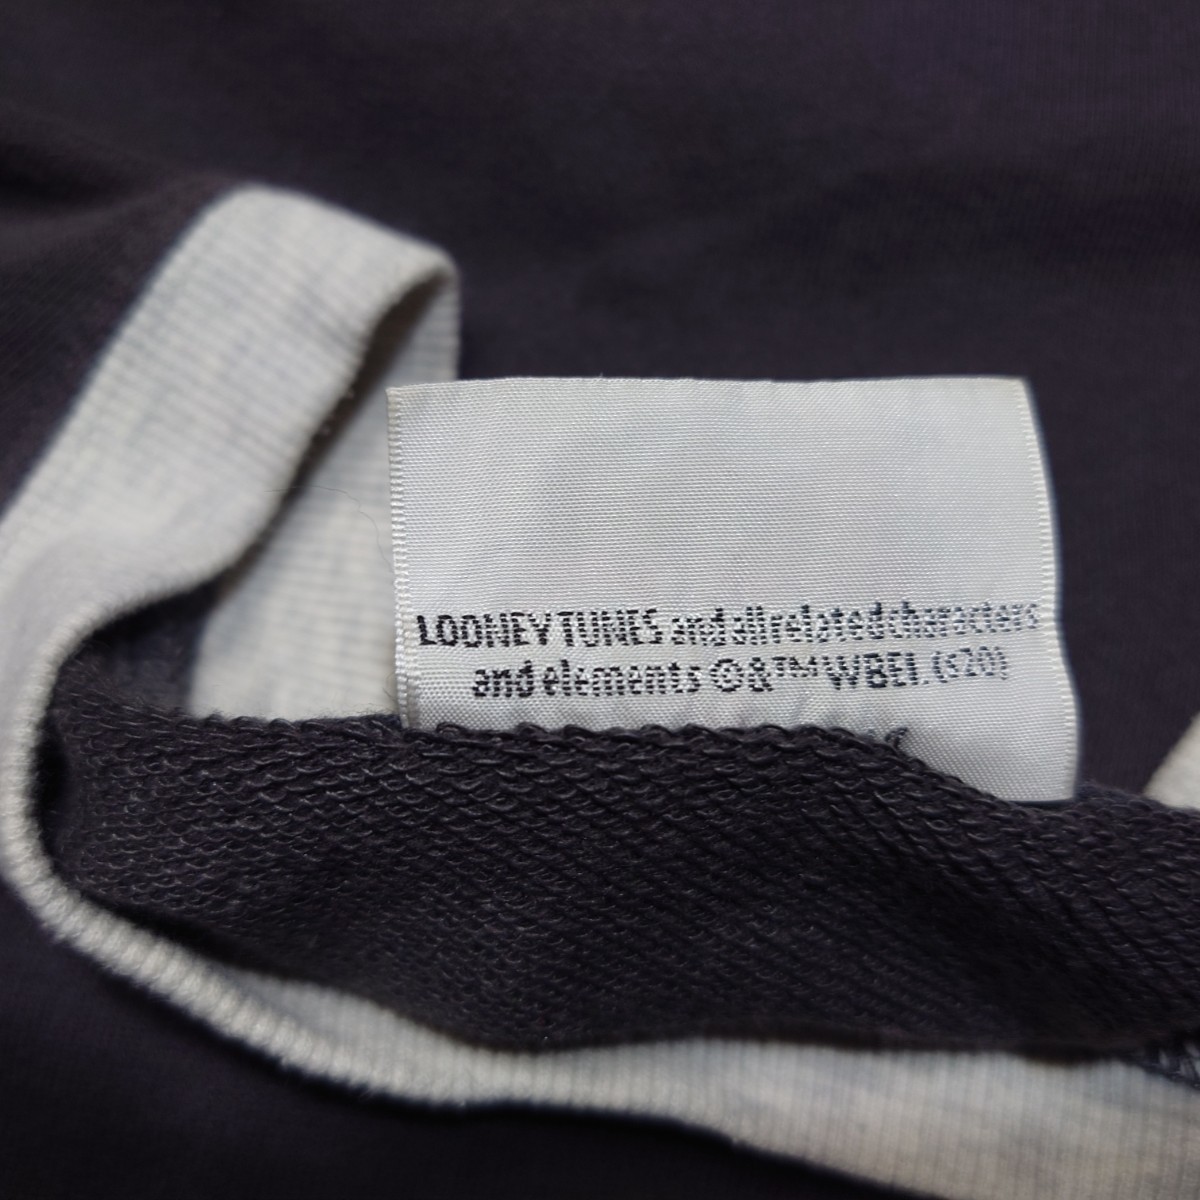 LOONEY TUNES and all related characters
and elements ©&™ WBEI. (s20)